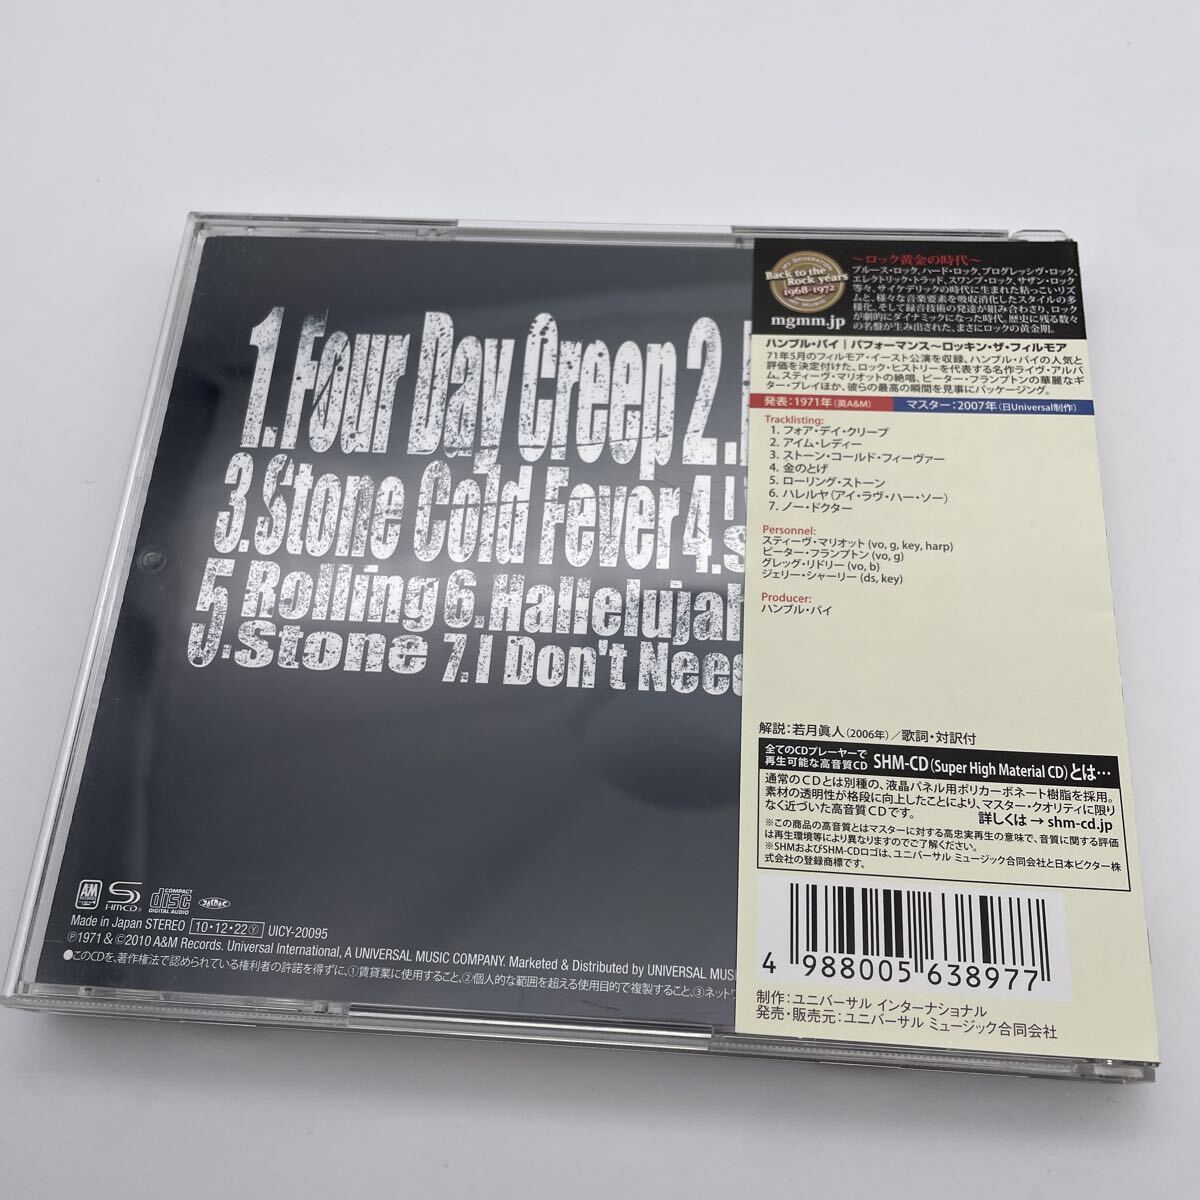 1.Four Day Creep 2.
3.Stone Cold Fever 4.
5. Rolling Stone 6. Hallelujah
7. I Don't Need
MY GENERATION
Back to the
Rock years
1968-1972
MY MUSIC
mgmm.jp
～ロック黄金の時代～
ブルース・ロック、ハード・ロック、プログレッシヴ・ロック、
エレクトリック・トラッド、スワンプ・ロック、サザン・ロック
等々、サイケデリックの時代に生まれた粘っこいリズ
ムと、様々な音楽要素を吸収消化したスタイルの多
様化、そして録音技術の発達が組み合わさり、ロック
が劇的にダイナミックになった時代。歴史に残る数々
の名盤が生み出された、まさにロックの黄金期。
ハンブル・パイ｜パフォーマンス～ロッキン・ザ・フィルモア
71年5月のフィルモア・イースト公演を収録、ハンブル・パイの人気と
評価を決定付けた、ロック・ヒストリーを代表する名作ライヴ・アルバ
ム。スティーヴ・マリオットの絶唱、ピーター・フランプトンの華麗なギ
ター・プレイほか、彼らの最高の瞬間を見事にパッケージング。
発表：1971年（英A&M） マスター：2007年（日Universal制作）
Tracklisting:
1. フォア・デイ・クリープ
2. アイム・レディー
3. ストーン・コールド・フィーヴァー
4. 金のとげ
5. ローリング・ストーン
6. ハレルヤ（アイ・ラヴ・ハー・ソー）
7. ノー・ドクター
Personnel:
スティーヴ・マリオット (vo, g, key, harp)
ピーター・フランプトン (vo, g)
グレッグ・リドリー (vo, b)
ジェリー・シャーリー (ds, key)
Producer:
ハンブル・パイ
解説：若月眞人（2006年）／歌詞・対訳付
全てのCDプレーヤーで
再生可能な高音質CD SHM-CD（Super High Material CD）とは…
通常のCDとは別種の、液晶パネル用ポリカーボネート樹脂を採用。
素材の透明性が格段に向上したことにより、マスター・クオリティに限り
なく近づいた高音質CDです。 詳しくは → shm-cd.jp
※この商品の高音質とはマスターに対する高忠実再生の意味で、音質に関する評価
は再生環境等により異なりますのでご了解ください。
※SHMおよびSHM-CDロゴは、ユニバーサル ミュージック合同会社と日本ビクター株
式会社の登録商標です。
4 988005 638977
制作：ユニバーサル インターナショナル
発売・販売元：ユニバーサル ミュージック合同会社
AM
SHM CD
COMPACT disc DIGITAL AUDIO
Made in Japan STEREO 10・12・22 Ⓨ UICY-20095
℗1971 & ©2010 A&M Records. Universal International, A UNIVERSAL MUSIC COMPANY. Marketed & Distributed by UNIVERSAL MUSI
●このCDを、著作権法で認められている権利者の許諾を得ずに、①賃貸業に使用すること、②個人的な範囲を超える使用目的で複製すること、③ネットワ